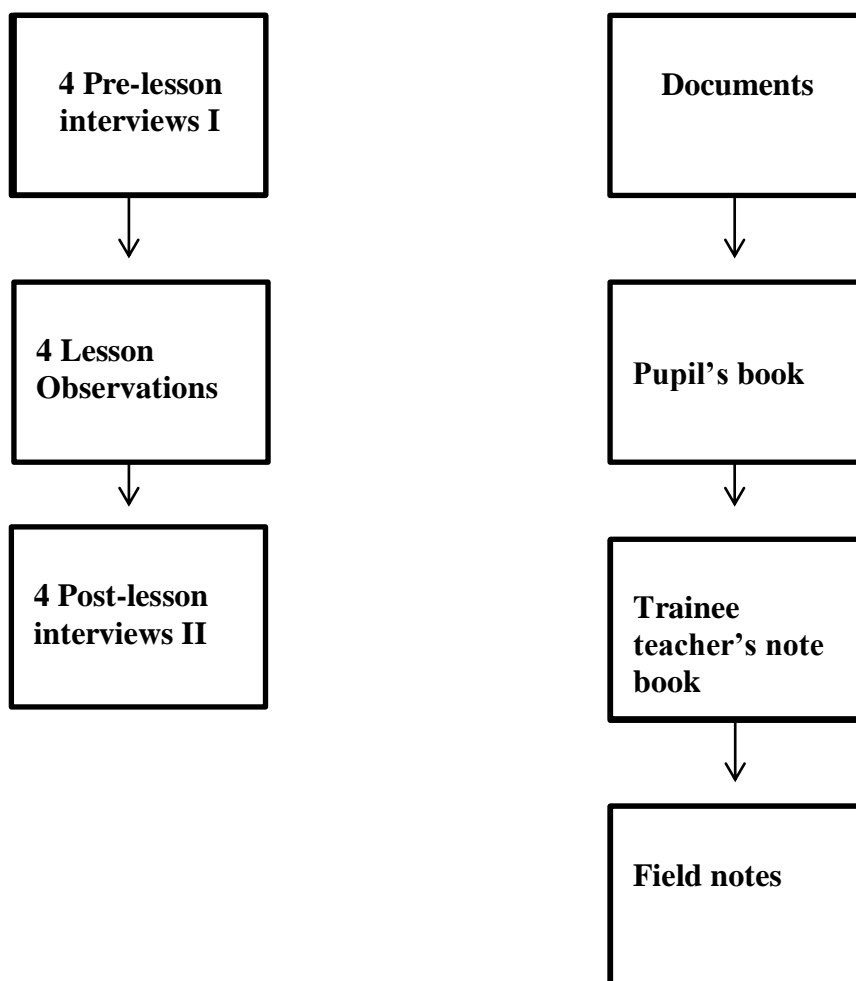 4 Pre-lesson
interviews I
4 Lesson
Observations
4 Post-lesson
interviews II
Documents
Pupil’s book
Trainee
teacher’s note
book
Field notes